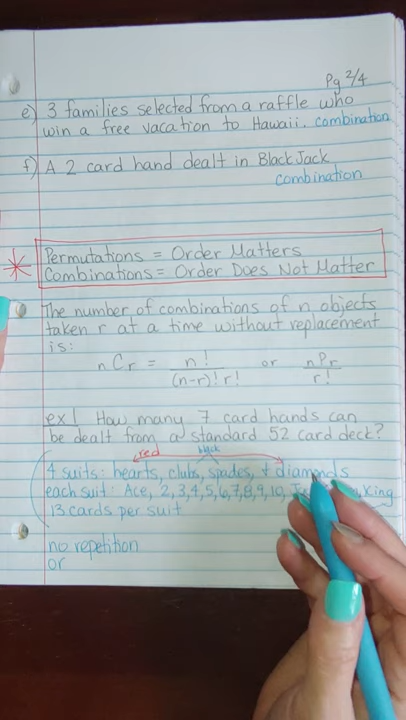 Pg 2/4
e) 3 families selected from a raffle who
win a free vacation to Hawaii. combination
f) A 2 card hand dealt in BlackJack
combination
Permutations = Order Matters
Combinations = Order Does Not Matter
The number of combinations of n objects
taken r at a time without replacement
is:
nCr = n!/(n-r)!r! or nPr/r!
ex| How many 7 card hands can
be dealt from a standard 52 card deck?
red black
4 suits: hearts, clubs, spades, + diamonds
each suit: Ace, 2,3,4,5,6,7,8,9,10, King
13 cards per suit
no repetition
or